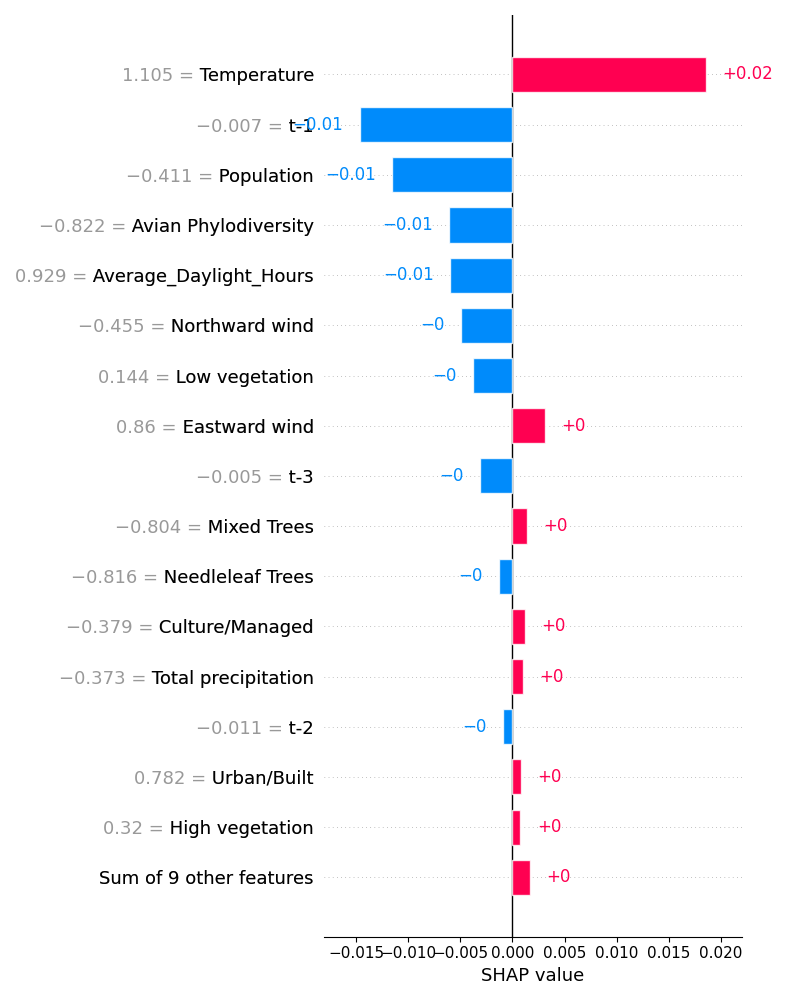 1.105 = Temperature +0.02
−0.007 = t-1 −0.01
−0.411 = Population −0.01
−0.822 = Avian Phylodiversity −0.01
0.929 = Average_Daylight_Hours −0.01
−0.455 = Northward wind −0
0.144 = Low vegetation −0
0.86 = Eastward wind +0
−0.005 = t-3 −0
−0.804 = Mixed Trees +0
−0.816 = Needleleaf Trees −0
−0.379 = Culture/Managed +0
−0.373 = Total precipitation +0
−0.011 = t-2 −0
0.782 = Urban/Built +0
0.32 = High vegetation +0
Sum of 9 other features +0
−0.015 −0.010 −0.005 0.000 0.005 0.010 0.015 0.020
SHAP value